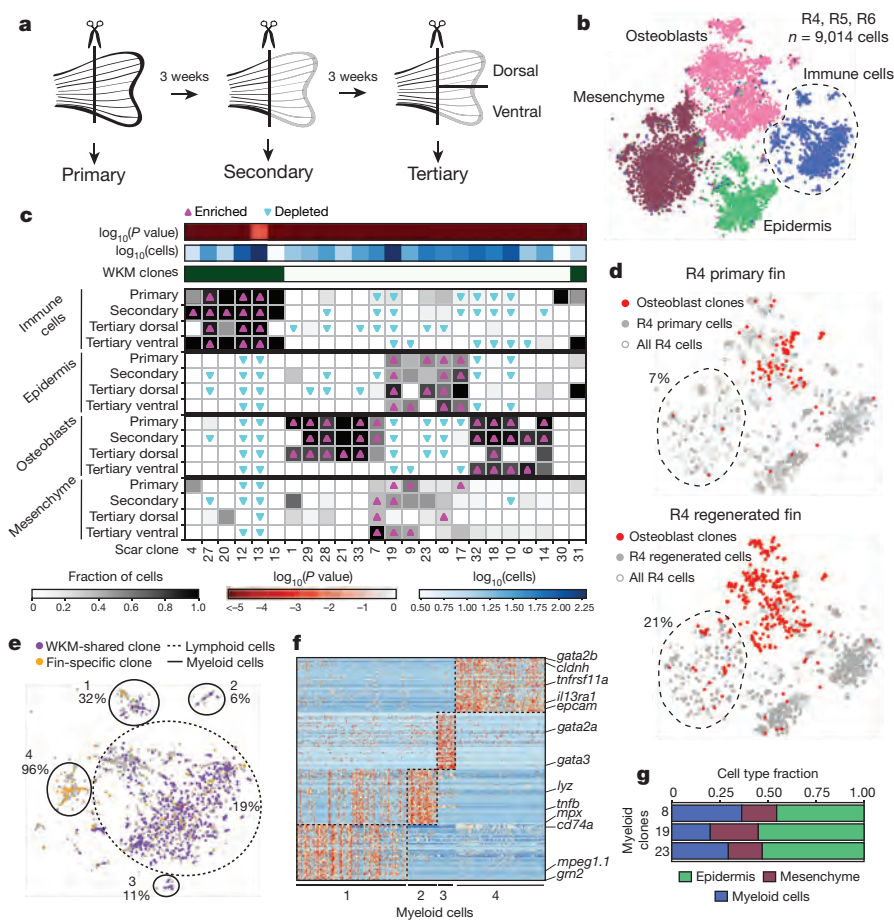 a
3 weeks
3 weeks
Dorsal
Ventral
Primary
Secondary
Tertiary
b
R4, R5, R6
n = 9,014 cells
Osteoblasts
Immune cells
Mesenchyme
Epidermis
c
Enriched
Depleted
log10(P value)
log10(cells)
WKM clones
Immune cells
Primary
Secondary
Tertiary dorsal
Tertiary ventral
Epidermis
Primary
Secondary
Tertiary dorsal
Tertiary ventral
Osteoblasts
Primary
Secondary
Tertiary dorsal
Tertiary ventral
Mesenchyme
Primary
Secondary
Tertiary dorsal
Tertiary ventral
Scar clone
4 27 20 12 13 15 1 29 28 21 33 7 19 9 23 8 17 32 18 10 6 14 30 31
Fraction of cells
0 0.2 0.4 0.6 0.8 1.0
log10(P value)
<–5 –4 –3 –2 –1 0
log10(cells)
0.50 0.75 1.00 1.25 1.50 1.75 2.00 2.25
d
R4 primary fin
Osteoblast clones
R4 primary cells
All R4 cells
7%
R4 regenerated fin
Osteoblast clones
R4 regenerated cells
All R4 cells
21%
e
WKM-shared clone
Fin-specific clone
Lymphoid cells
Myeloid cells
1
32%
2
6%
4
96%
19%
3
11%
f
gata2b
cldnh
tnfrsf11a
il13ra1
epcam
gata2a
gata3
lyz
tnfb
mpx
cd74a
mpeg1.1
grn2
1 2 3 4
Myeloid cells
g
Cell type fraction
0 0.25 0.50 0.75 1.00
Myeloid clones
8
19
23
Epidermis
Mesenchyme
Myeloid cells